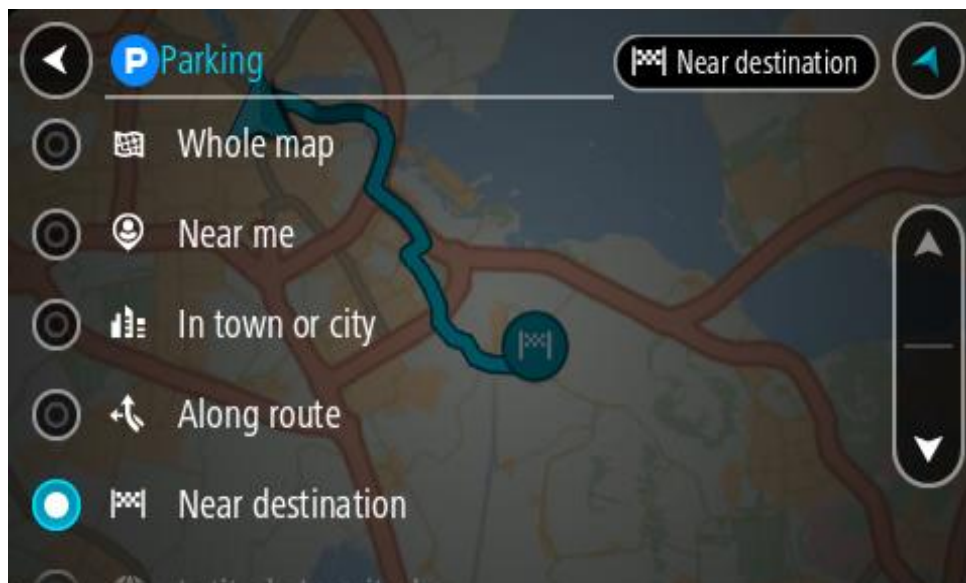 P Parking
Near destination
Whole map
Near me
In town or city
Along route
Near destination